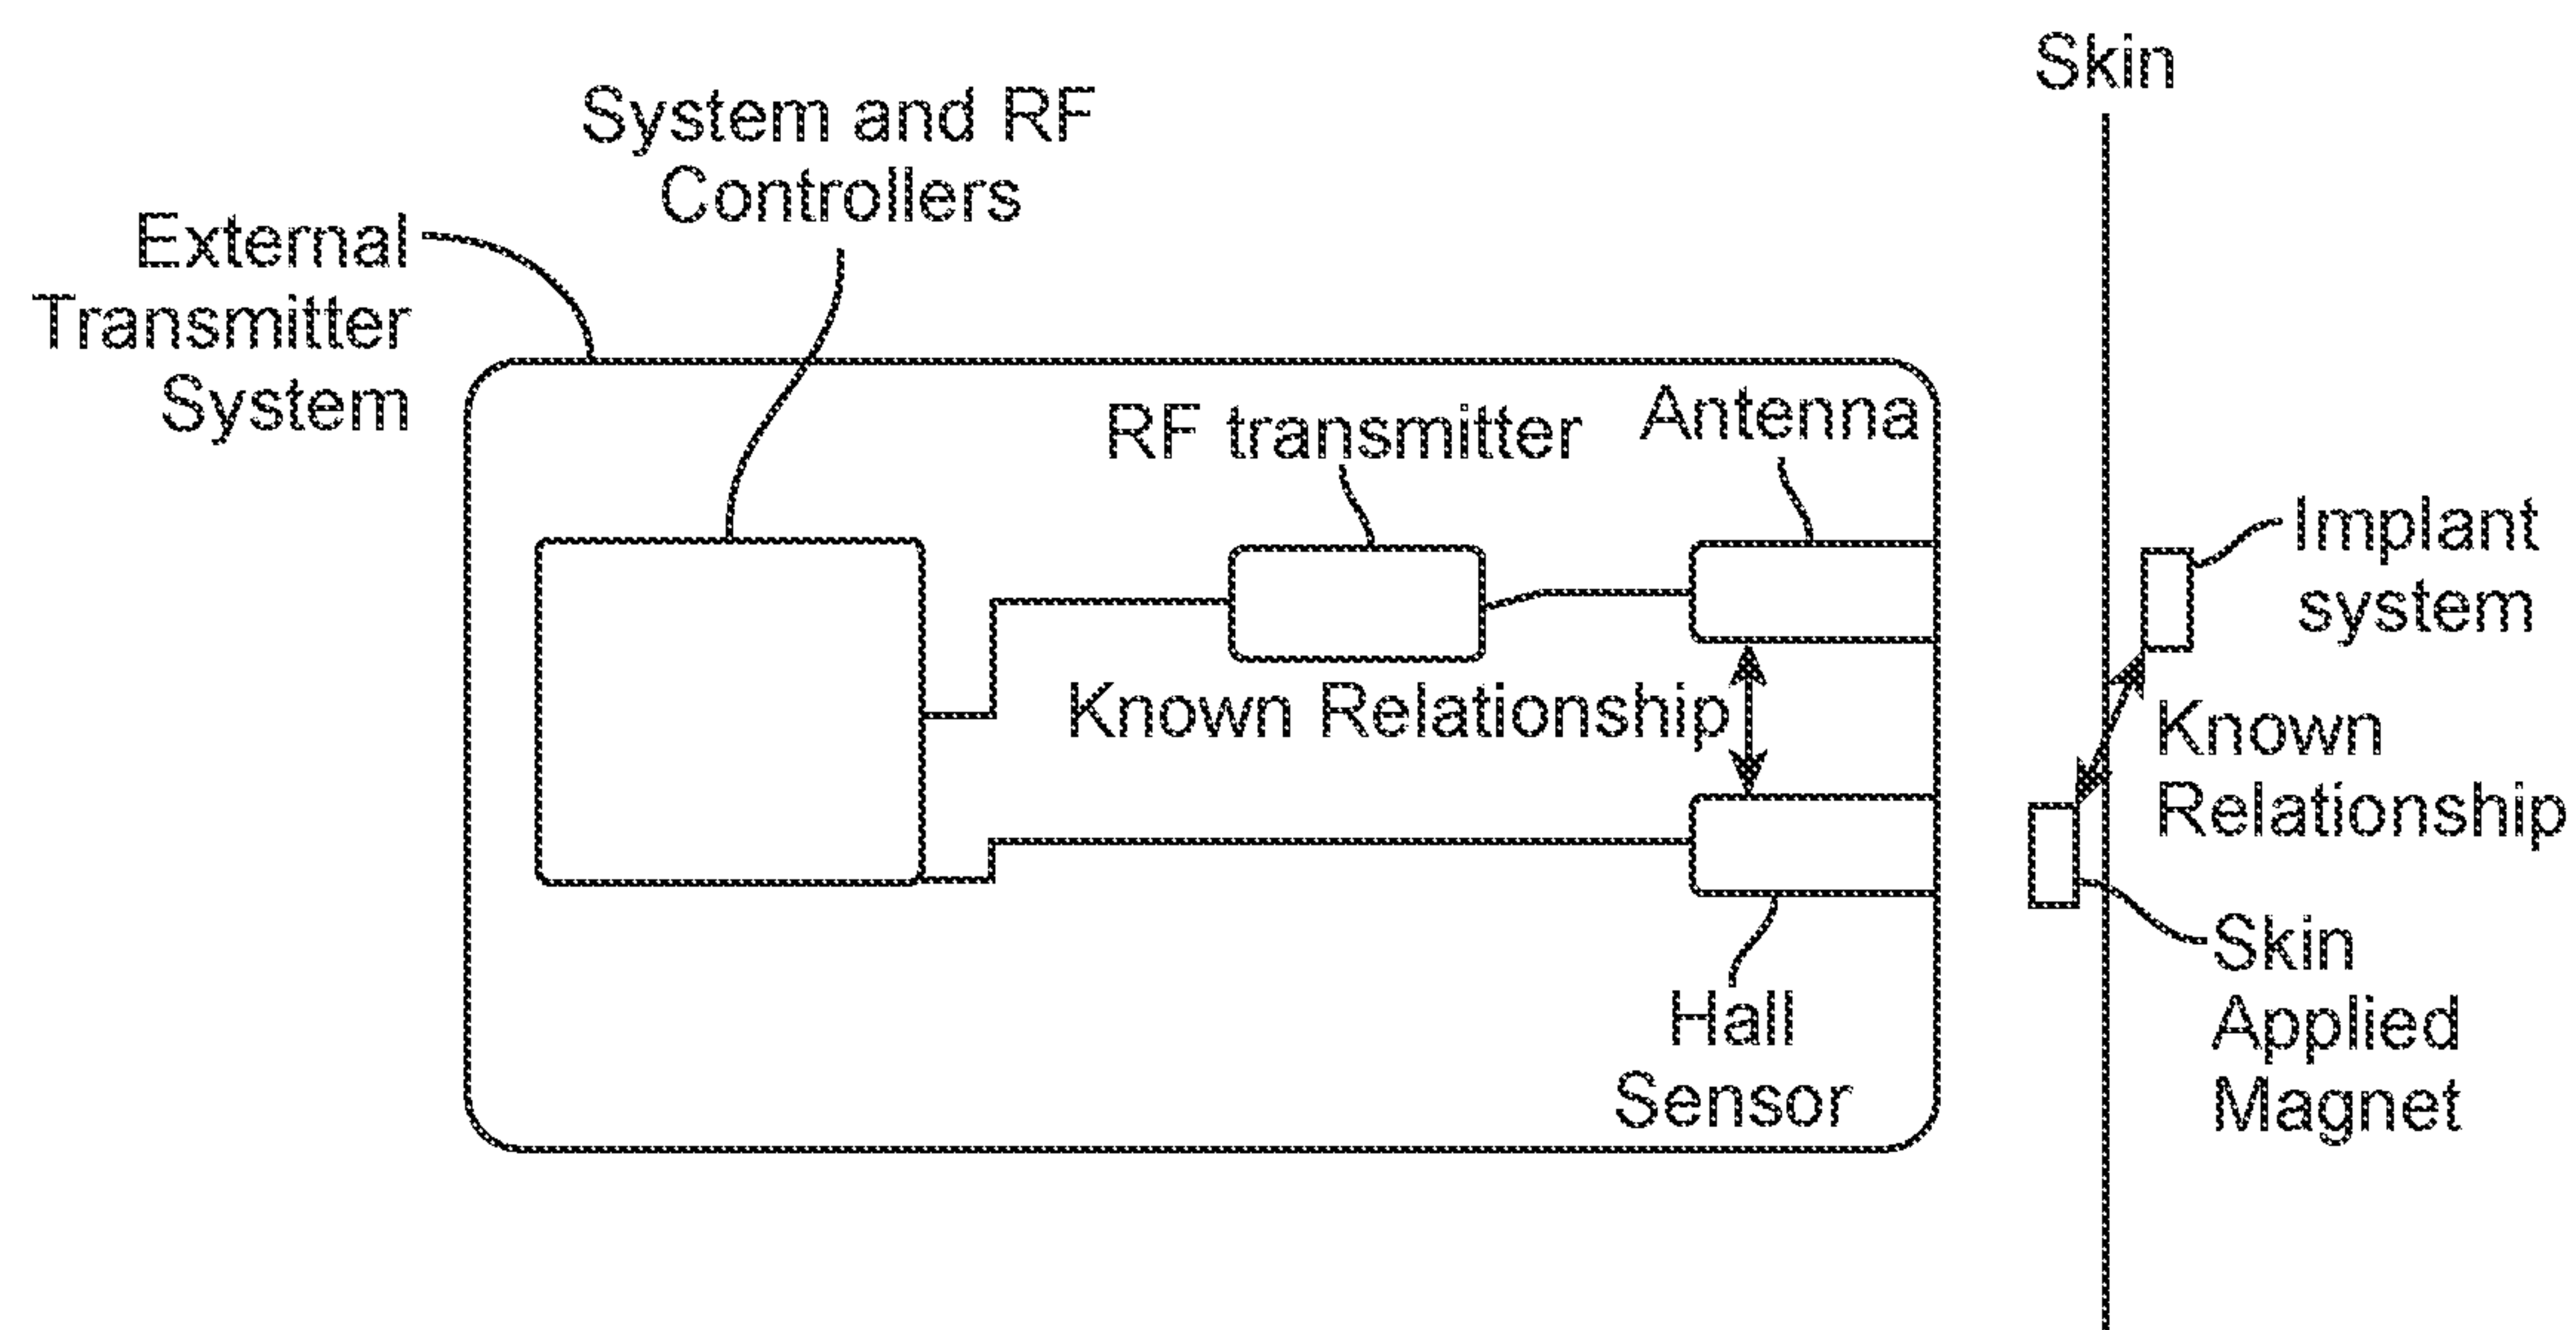 Skin
System and RF
Controllers
External
Transmitter
System
RF transmitter
Antenna
Implant
system
Known Relationship
Known
Relationship
Skin
Applied
Magnet
Hall
Sensor